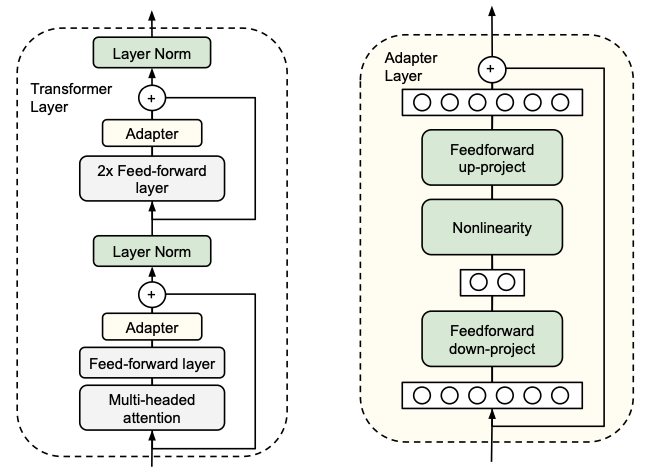 Layer Norm
Transformer
Layer
+
Adapter
2x Feed-forward
layer
Layer Norm
+
Adapter
Feed-forward layer
Multi-headed
attention
Adapter
Layer
+
Feedforward
up-project
Nonlinearity
Feedforward
down-project